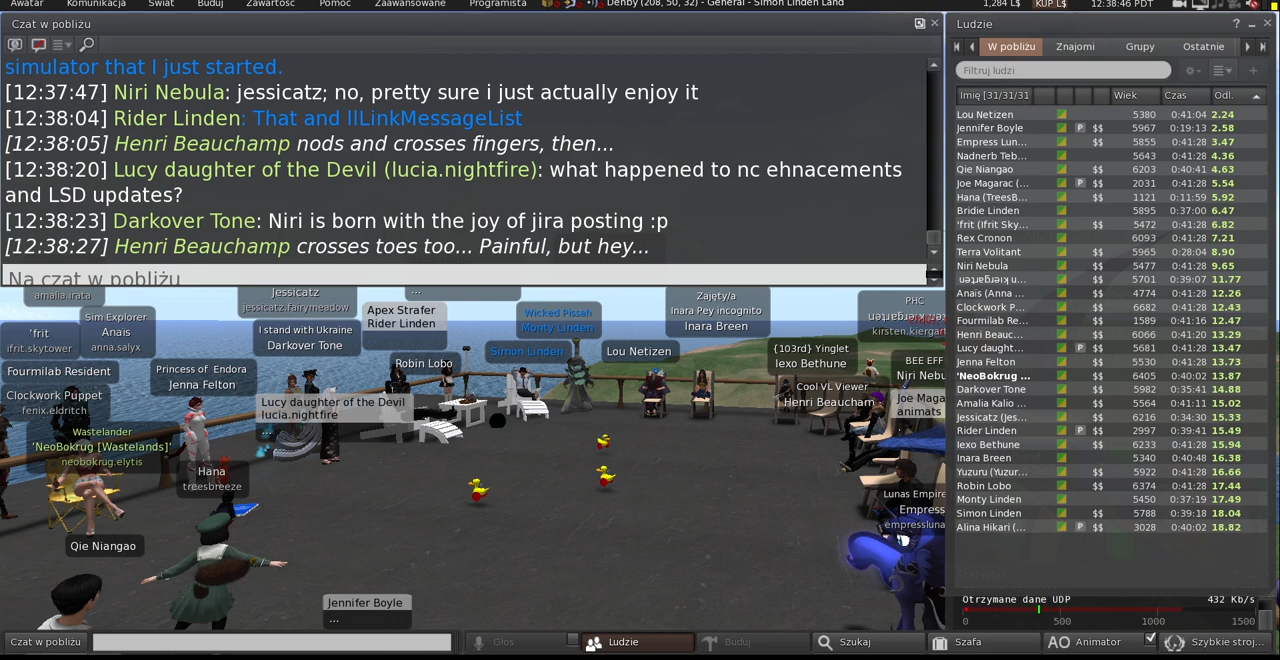 Awatar Komunikacja Świat Buduj Zawartość Pomoc Zaawansowane Programista Denby (208, 50, 32) - General - Simon Linden Land 1,284 L$ KUP L$ 12:38:46 PDT
Czat w pobliżu
simulator that I just started.
[12:37:47] Niri Nebula: jessicatz; no, pretty sure i just actually enjoy it
[12:38:04] Rider Linden: That and llLinkMessageList
[12:38:05] Henri Beauchamp nods and crosses fingers, then...
[12:38:20] Lucy daughter of the Devil (lucia.nightfire): what happened to nc ehnacements
and LSD updates?
[12:38:23] Darkover Tone: Niri is born with the joy of jira posting :p
[12:38:27] Henri Beauchamp crosses toes too... Painful, but hey...
Na czat w pobliżu
amalia.irata
Sim Explorer
Anais
anna.salyx
'frit
ifrit.skytower
Fourmilab Resident
Clockwork Puppet
fenix.eldritch
Wastelander
'NeoBokrug [Wastelands]'
neobokrug.elytis
Jessicatz
jessicatz.fairymeadow
I stand with Ukraine
Darkover Tone
Princess of Endora
Jenna Felton
Hana
treesbreeze
Qie Niangao
Lucy daughter of the Devil
lucia.nightfire
...
...
Apex Strafer
Rider Linden
Robin Lobo
Wicked Pissah
Monty Linden
Simon Linden
Lou Netizen
Zajęty/a
Inara Pey incognito
Inara Breen
{103rd} Yinglet
Iexo Bethune
Cool VL Viewer
Henri Beauchamp
PHC
kirsten.kiergar
BEE EFF
Niri Nebu
Joe Maga
animats
Lunas Empire
Empress
empressluna
Jennifer Boyle
...
Ludzie
W pobliżu Znajomi Grupy Ostatnie
Filtruj ludzi
Imię [31/31/31 Wiek Czas Odl.
Lou Netizen 5380 0:41:04 2.24
Jennifer Boyle P $$ 5967 0:19:13 2.58
Empress Lun... $$ 5855 0:41:28 3.47
Nadnerb Teb... 5643 0:41:28 4.36
Qie Niangao $$ 6203 0:40:41 4.63
Joe Magarac (... P $$ 2031 0:41:28 5.54
Hana (TreesB... $$ 1121 0:11:59 5.92
Bridie Linden 5895 0:37:00 6.47
'frit (Ifrit Sky... $$ 5472 0:41:28 6.82
Rex Cronon 6093 0:41:28 7.21
Terra Volitant $$ 5965 0:28:04 8.90
Niri Nebula $$ 5477 0:41:28 9.65
$$ 5701 0:39:07 11.77
Anais (Anna ... $$ 4774 0:41:28 12.26
Clockwork P... $$ 6682 0:41:28 12.43
Fourmilab Re... $$ 1589 0:41:16 12.47
Henri Beauc... $$ 6066 0:41:20 13.29
Lucy daught... P $$ 5681 0:41:28 13.47
Jenna Felton $$ 5530 0:41:28 13.73
'NeoBokrug ... $$ 6405 0:40:02 13.87
Darkover Tone $$ 5982 0:35:41 14.88
Amalia Kalio ... $$ 5564 0:41:11 15.02
Jessicatz (Jes... $$ 6216 0:34:30 15.33
Rider Linden P $$ 2997 0:39:41 15.49
Iexo Bethune $$ 6233 0:41:28 15.94
Inara Breen 5340 0:40:48 16.38
Yuzuru (Yuzur... $$ 5922 0:41:28 16.66
Robin Lobo $$ 6374 0:41:28 17.44
Monty Linden 5450 0:37:19 17.49
Simon Linden $$ 5788 0:39:18 18.04
Alina Hikari (... P $$ 3028 0:40:02 18.82
Otrzymane dane UDP 432 Kb/s
0 500 1000 1500
Czat w pobliżu Głos Ludzie Buduj Szukaj Szafa AO Animator Szybkie stroj...